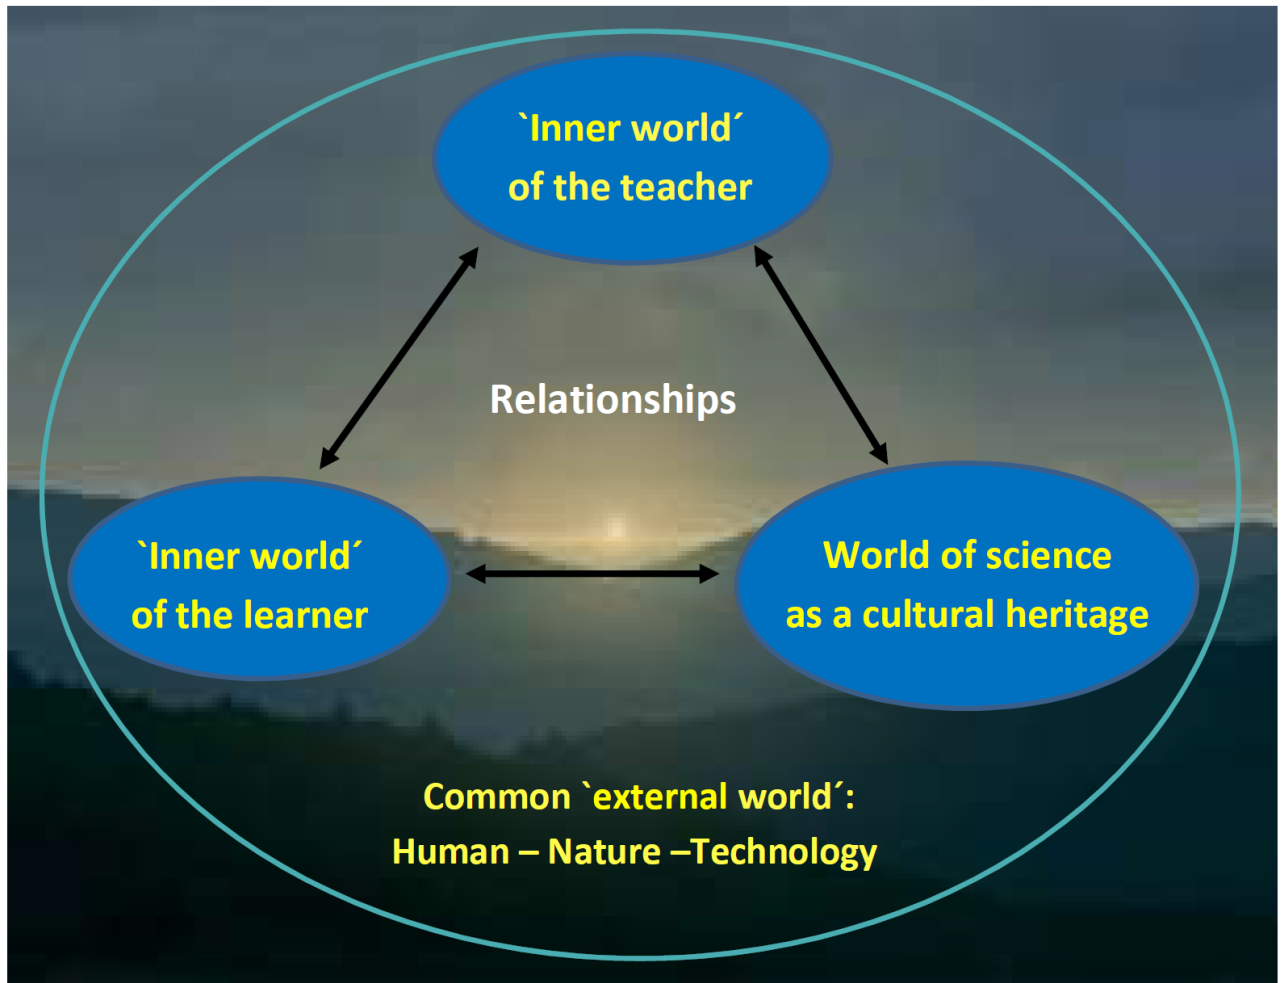 `Inner world´
of the teacher
Relationships
`Inner world´
of the learner
World of science
as a cultural heritage
Common `external world´:
Human – Nature –Technology